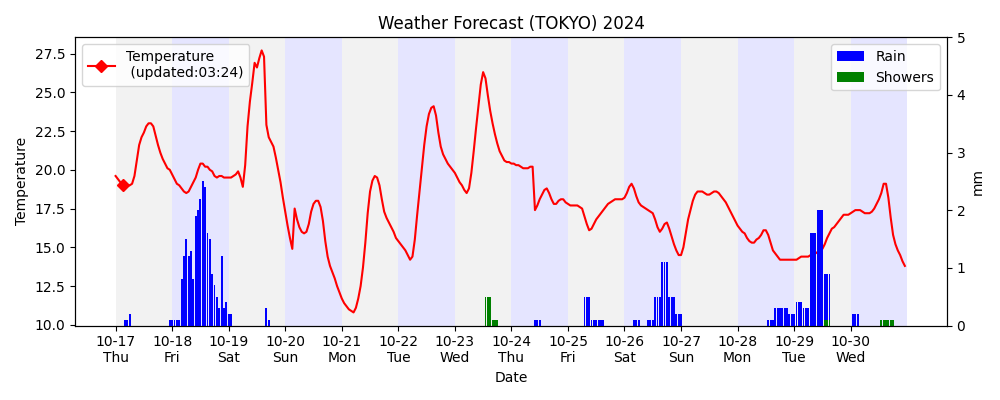 Weather Forecast (TOKYO) 2024
Temperature
(updated:03:24)
Rain
Showers
27.5
25.0
22.5
20.0
17.5
15.0
12.5
10.0
Temperature
5
4
3
2
1
0
mm
10-17 10-18 10-19 10-20 10-21 10-22 10-23 10-24 10-25 10-26 10-27 10-28 10-29 10-30
Thu Fri Sat Sun Mon Tue Wed Thu Fri Sat Sun Mon Tue Wed
Date